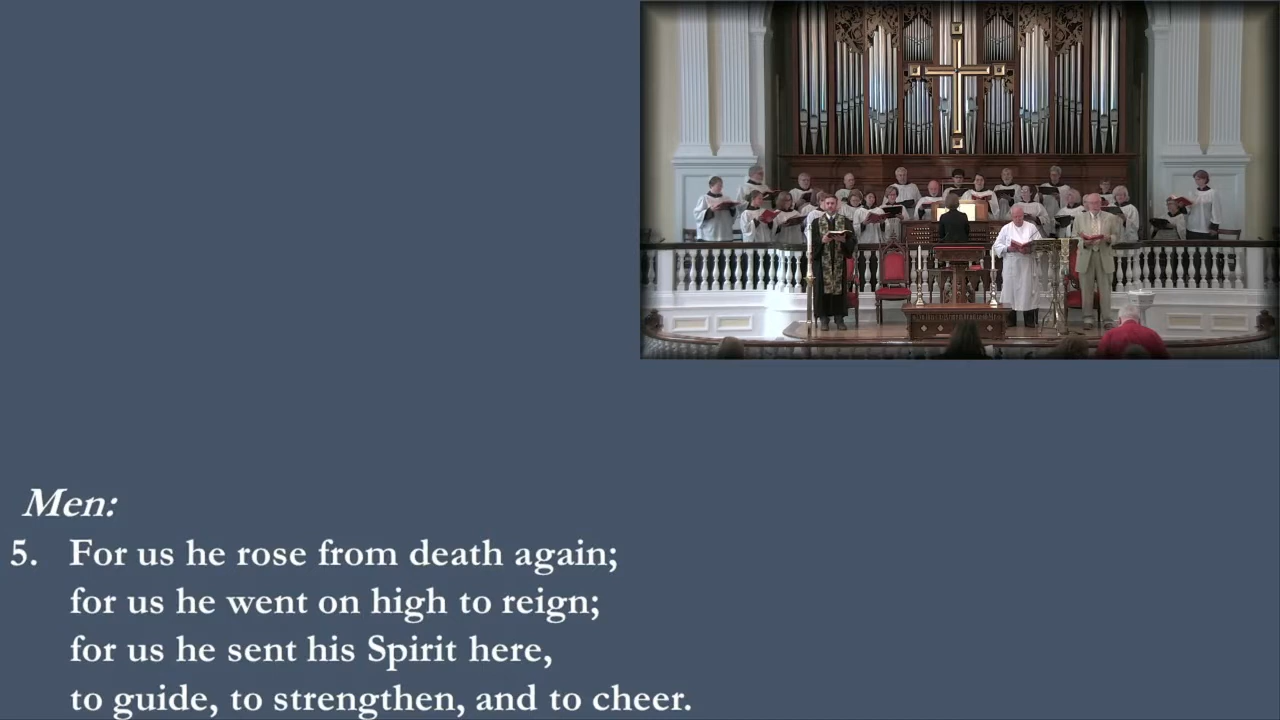 Men:
5. For us he rose from death again;
for us he went on high to reign;
for us he sent his Spirit here,
to guide, to strengthen, and to cheer.